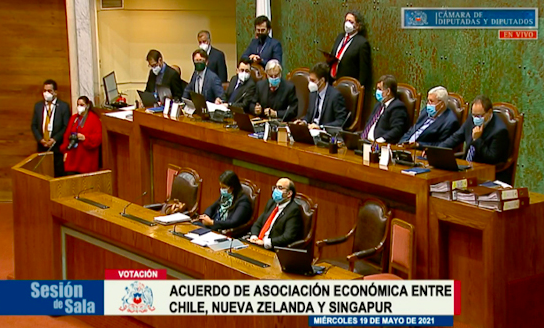 CÁMARA DE
DIPUTADAS Y DIPUTADOS
EN VIVO
VOTACIÓN
Sesión
de Sala
ACUERDO DE ASOCIACIÓN ECONÓMICA ENTRE
CHILE, NUEVA ZELANDA Y SINGAPUR
MIÉRCOLES 19 DE MAYO DE 2021